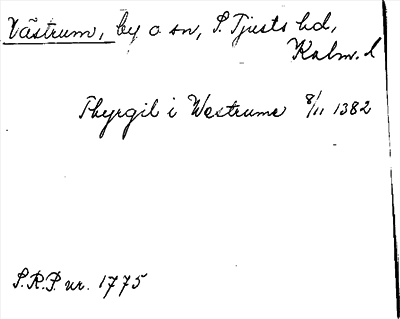 Västrum, by o sn, S. Tjusts hd,
Kalm. l
Thyrgil i Westrume 8/11 1382
S.R.P. nr. 1775